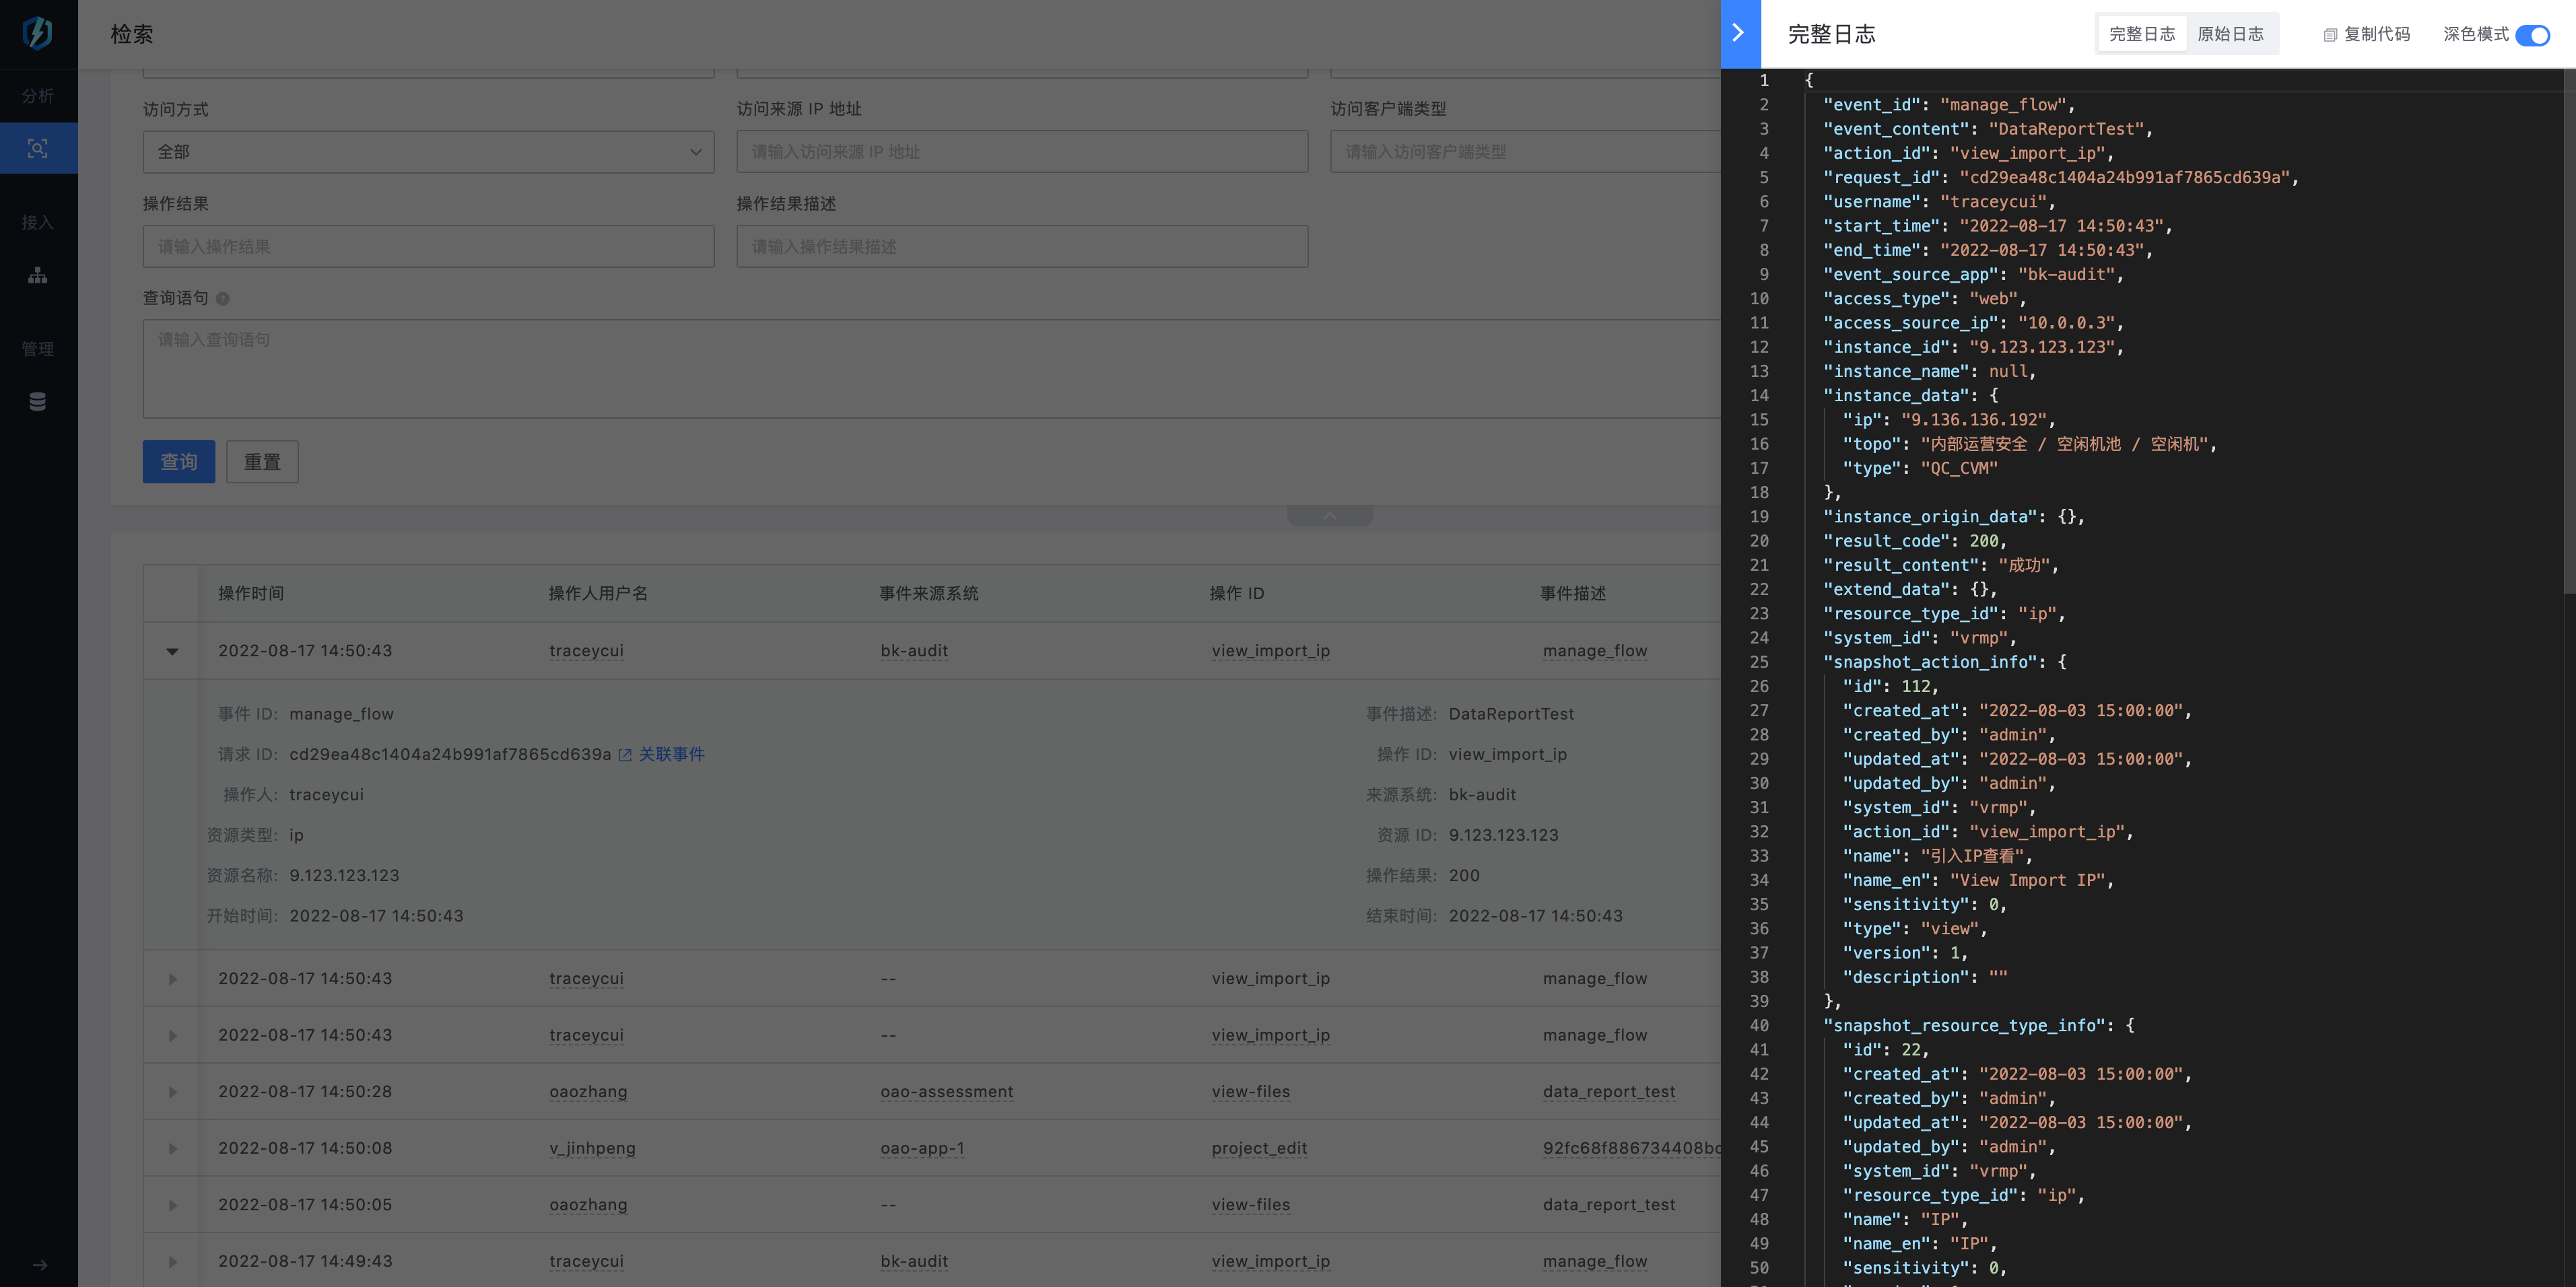 检索
分析
接入
管理
访问方式
访问来源 IP 地址
访问客户端类型
全部
请输入访问来源 IP 地址
请输入访问客户端类型
操作结果
操作结果描述
请输入操作结果
请输入操作结果描述
查询语句
请输入查询语句
查询
重置
操作时间 操作人用户名 事件来源系统 操作 ID 事件描述
2022-08-17 14:50:43 traceycui bk-audit view_import_ip manage_flow
事件 ID: manage_flow 事件描述: DataReportTest
请求 ID: cd29ea48c1404a24b991af7865cd639a 关联事件 操作 ID: view_import_ip
操作人: traceycui 来源系统: bk-audit
资源类型: ip 资源 ID: 9.123.123.123
资源名称: 9.123.123.123 操作结果: 200
开始时间: 2022-08-17 14:50:43 结束时间: 2022-08-17 14:50:43
2022-08-17 14:50:43 traceycui -- view_import_ip manage_flow
2022-08-17 14:50:43 traceycui -- view_import_ip manage_flow
2022-08-17 14:50:28 oaozhang oao-assessment view-files data_report_test
2022-08-17 14:50:08 v_jinhpeng oao-app-1 project_edit
2022-08-17 14:50:05 oaozhang -- view-files data_report_test
2022-08-17 14:49:43 traceycui bk-audit view_import_ip manage_flow
完整日志
完整日志 原始日志
复制代码
深色模式
1 {
2 "event_id": "manage_flow",
3 "event_content": "DataReportTest",
4 "action_id": "view_import_ip",
5 "request_id": "cd29ea48c1404a24b991af7865cd639a",
6 "username": "traceycui",
7 "start_time": "2022-08-17 14:50:43",
8 "end_time": "2022-08-17 14:50:43",
9 "event_source_app": "bk-audit",
10 "access_type": "web",
11 "access_source_ip": "10.0.0.3",
12 "instance_id": "9.123.123.123",
13 "instance_name": null,
14 "instance_data": {
15 "ip": "9.136.136.192",
16 "topo": "内部运营安全 / 空闲机池 / 空闲机",
17 "type": "QC_CVM"
18 },
19 "instance_origin_data": {},
20 "result_code": 200,
21 "result_content": "成功",
22 "extend_data": {},
23 "resource_type_id": "ip",
24 "system_id": "vrmp",
25 "snapshot_action_info": {
26 "id": 112,
27 "created_at": "2022-08-03 15:00:00",
28 "created_by": "admin",
29 "updated_at": "2022-08-03 15:00:00",
30 "updated_by": "admin",
31 "system_id": "vrmp",
32 "action_id": "view_import_ip",
33 "name": "引入IP查看",
34 "name_en": "View Import IP",
35 "sensitivity": 0,
36 "type": "view",
37 "version": 1,
38 "description": ""
39 },
40 "snapshot_resource_type_info": {
41 "id": 22,
42 "created_at": "2022-08-03 15:00:00",
43 "created_by": "admin",
44 "updated_at": "2022-08-03 15:00:00",
45 "updated_by": "admin",
46 "system_id": "vrmp",
47 "resource_type_id": "ip",
48 "name": "IP",
49 "name_en": "IP",
50 "sensitivity": 0,